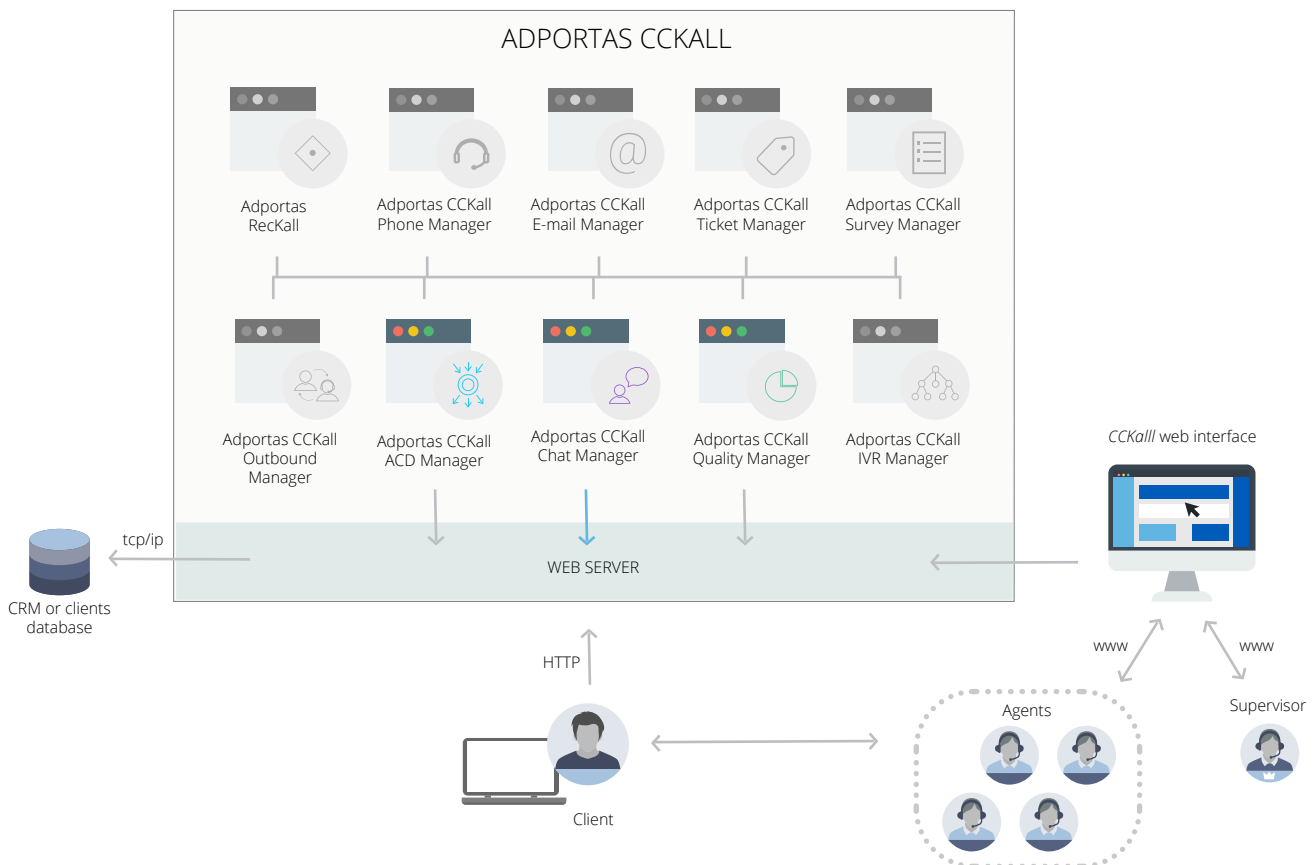 ADPORTAS CCKALL
Adportas
RecKall
Adportas CCKall
Phone Manager
Adportas CCKall
E-mail Manager
Adportas CCKall
Ticket Manager
Adportas CCKall
Survey Manager
Adportas CCKall
Outbound
Manager
Adportas CCKall
ACD Manager
Adportas CCKall
Chat Manager
Adportas CCKall
Quality Manager
Adportas CCKall
IVR Manager
CCKalll web interface
tcp/ip
WEB SERVER
CRM or clients
database
HTTP
www
www
Agents
Supervisor
Client